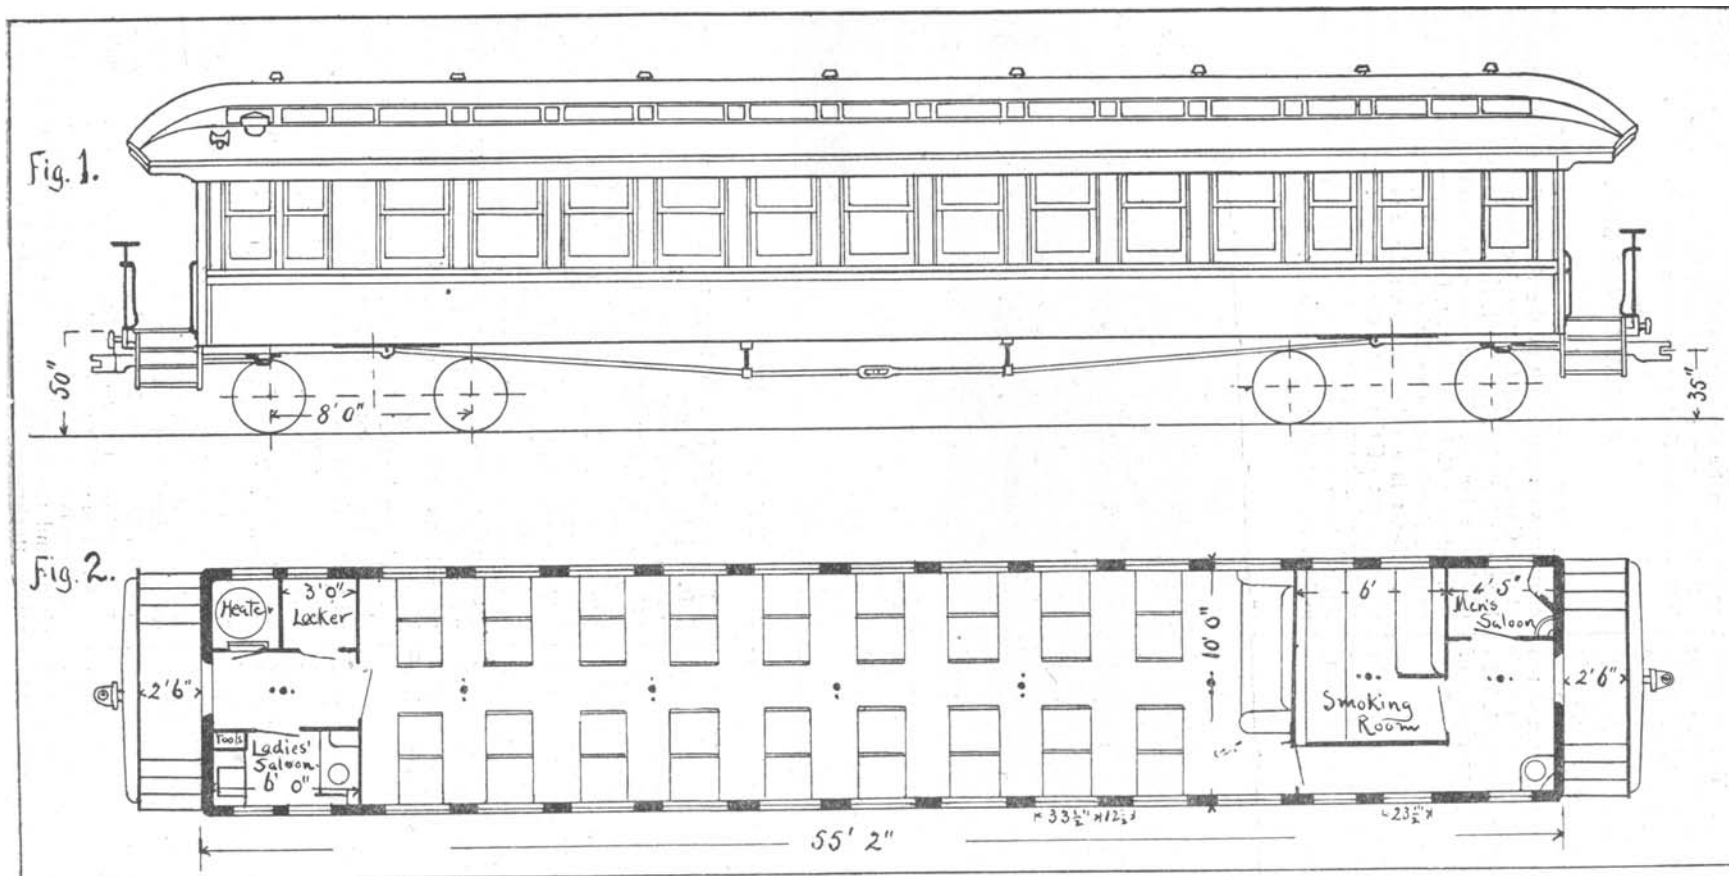 Fig. 1.
50"
8' 0"
35"
Fig. 2.
Heater
3' 0"
Locker
2' 6"
Tools
Ladies'
Saloon
6' 0"
10' 0"
6'
4' 5"
Men's
Saloon
Smoking
Room
2' 6"
33½" 12½
23½"
55' 2"